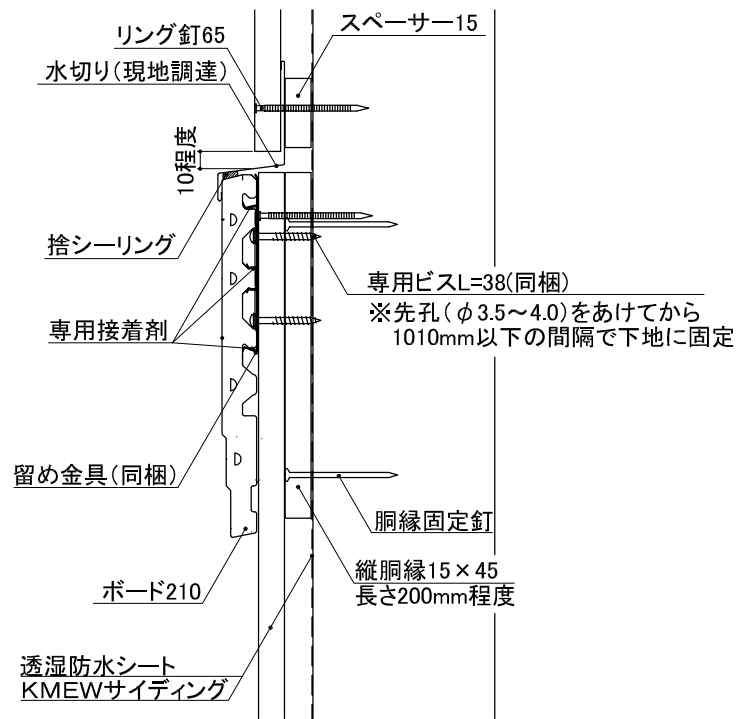 リング釘65
スペーサー15
水切り(現地調達)
10程度
捨シーリング
専用ビスL=38(同梱)
※先孔(φ3.5～4.0)をあけてから
1010mm以下の間隔で下地に固定
専用接着剤
留め金具(同梱)
胴縁固定釘
ボード210
縦胴縁15×45
長さ200mm程度
透湿防水シート
KMEWサイディング